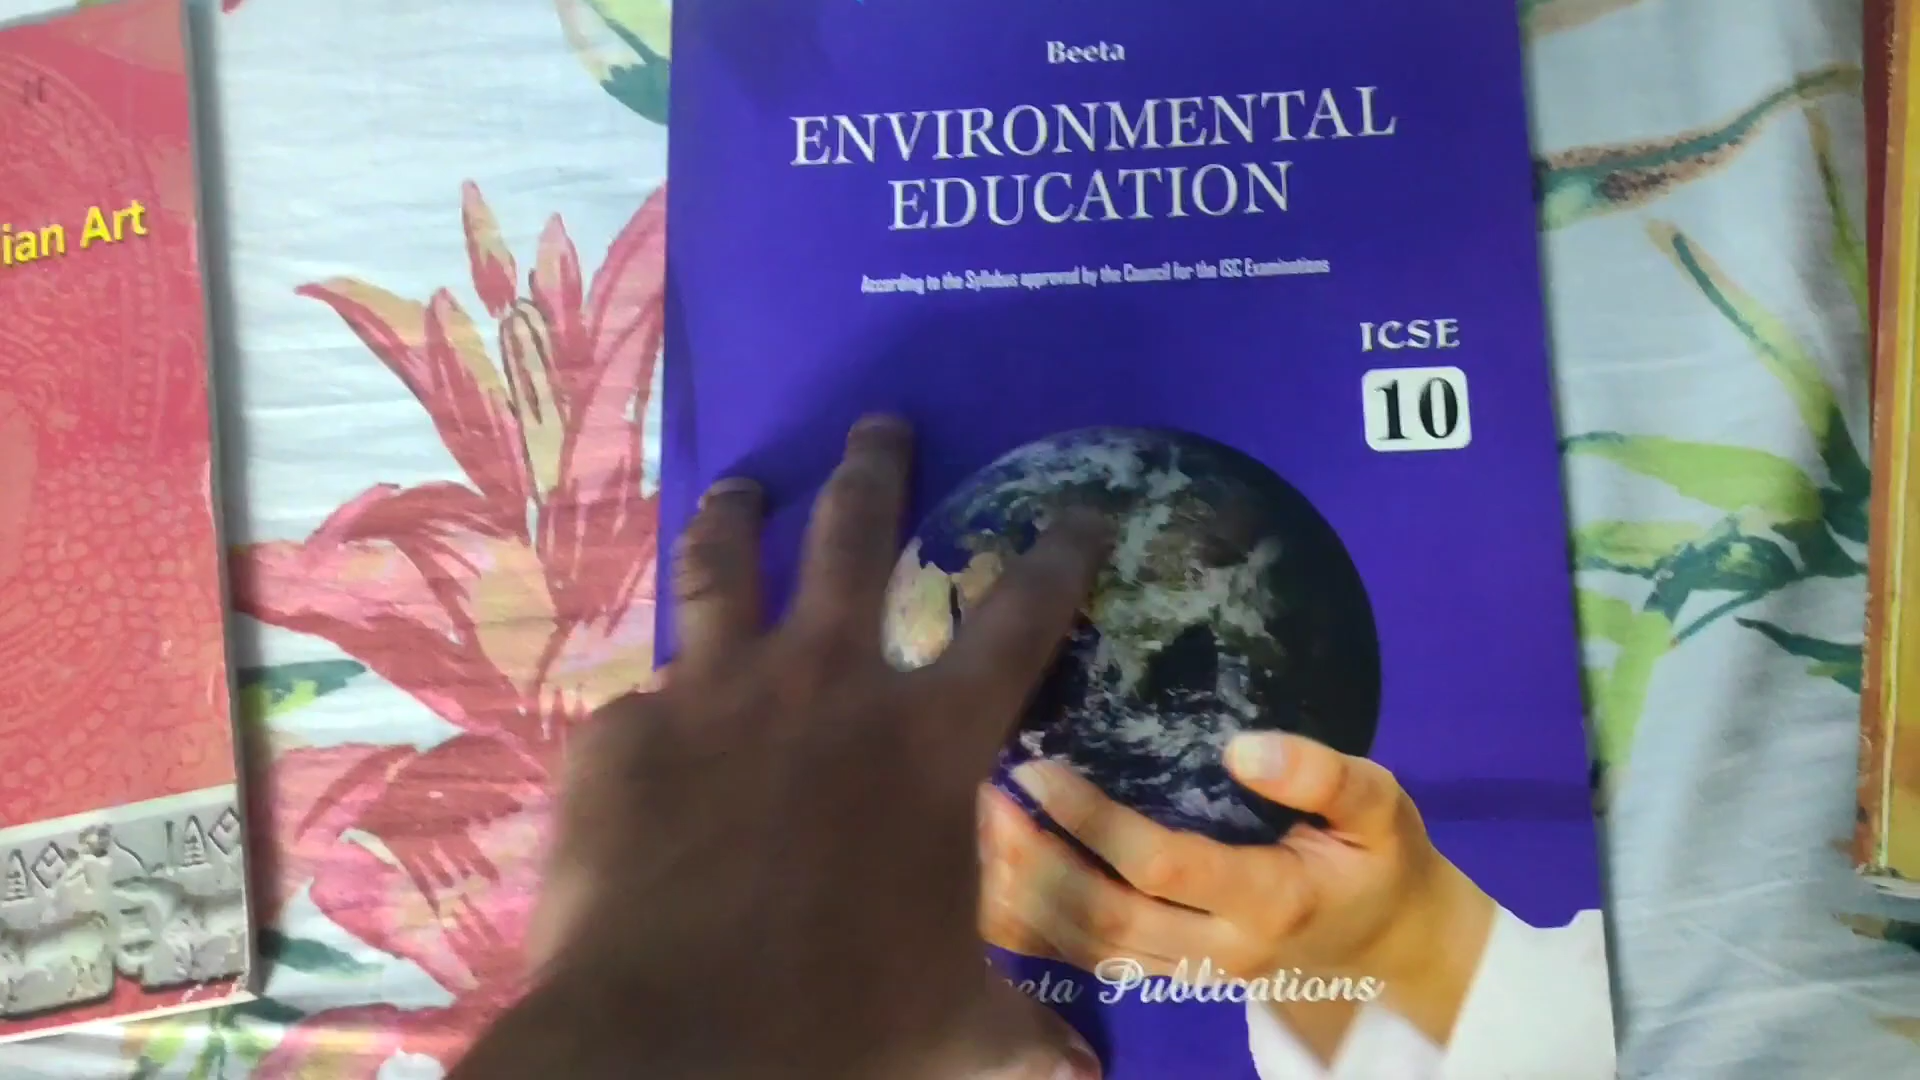 ian Art
Beeta
ENVIRONMENTAL
EDUCATION
According to the Syllabus approved by the Council for the ISC Examinations
ICSE
10
eeta Publications